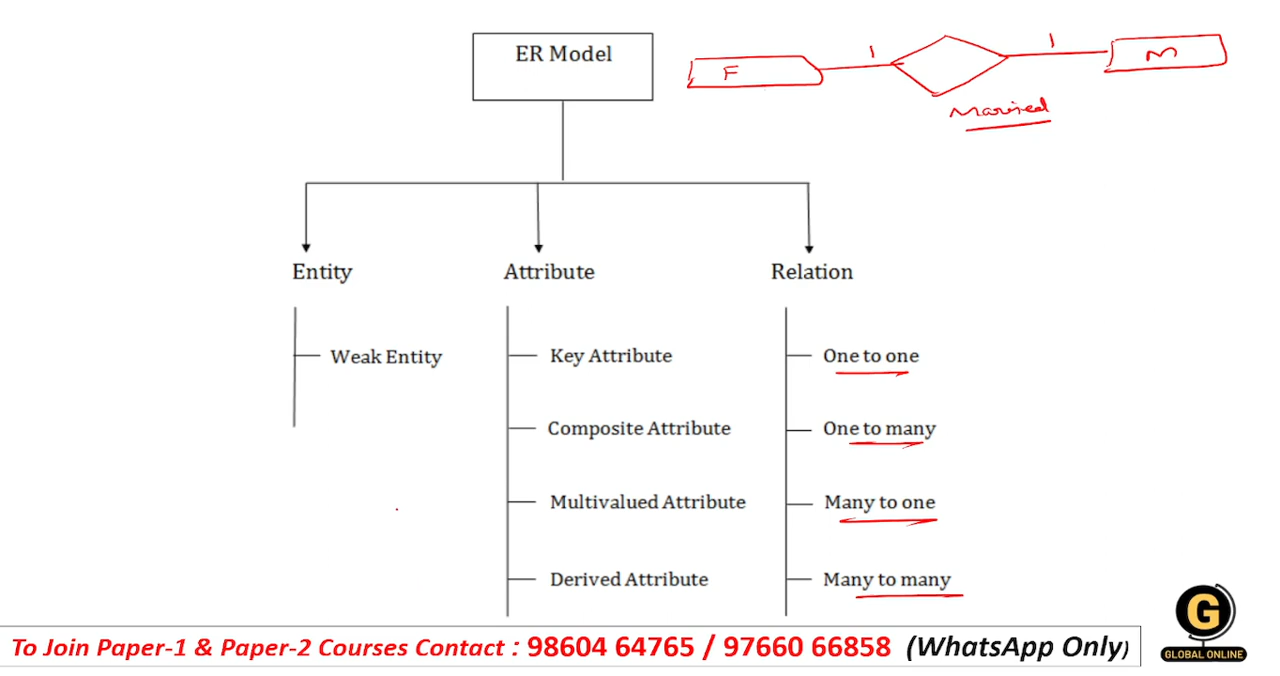 ER Model
F
1
1
M
Married
Entity
Attribute
Relation
Weak Entity
Key Attribute
One to one
Composite Attribute
One to many
Multivalued Attribute
Many to one
Derived Attribute
Many to many
To Join Paper-1 & Paper-2 Courses Contact : 98604 64765 / 97660 66858 (WhatsApp Only)
G
GLOBAL ONLINE